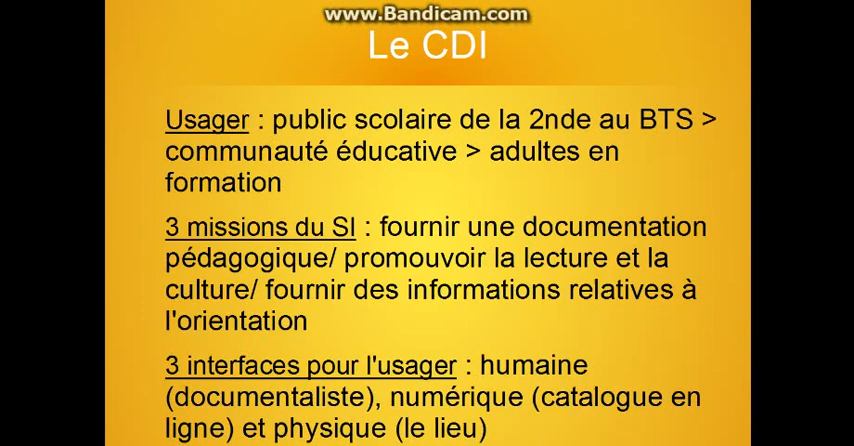 www.Bandicam.com
Le CDI
Usager : public scolaire de la 2nde au BTS >
communauté éducative > adultes en
formation
3 missions du SI : fournir une documentation
pédagogique/ promouvoir la lecture et la
culture/ fournir des informations relatives à
l'orientation
3 interfaces pour l'usager : humaine
(documentaliste), numérique (catalogue en
ligne) et physique (le lieu)